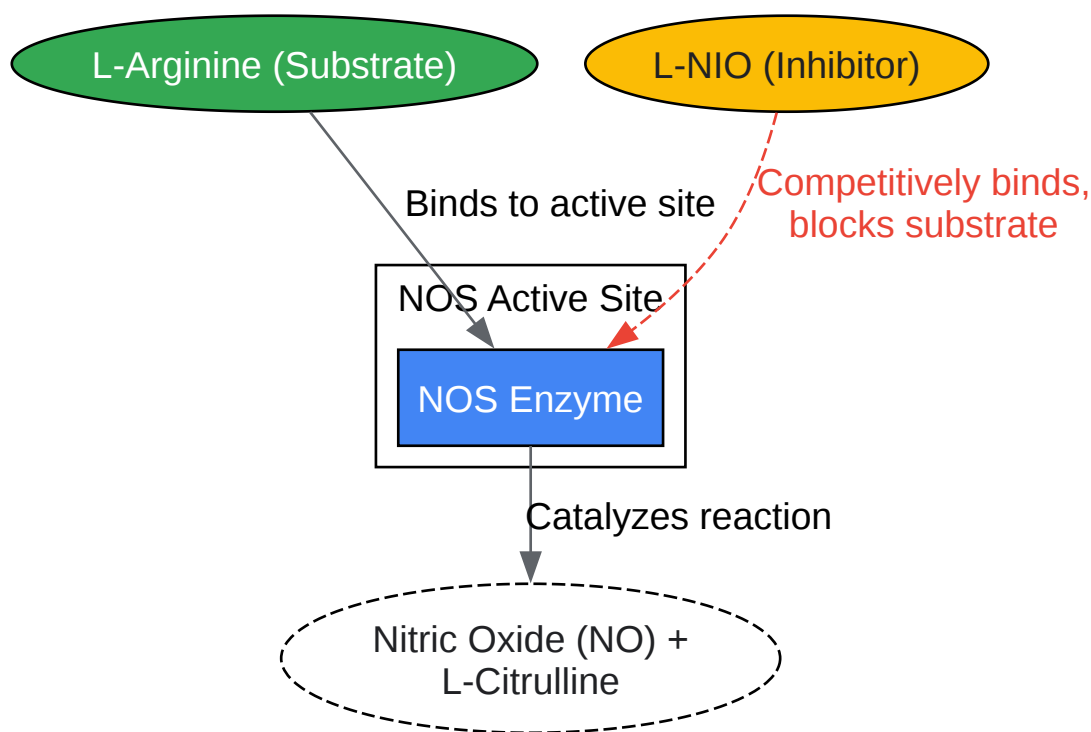 L-Arginine (Substrate)
L-NIO (Inhibitor)
Binds to active site
Competitively binds,
blocks substrate
NOS Active Site
NOS Enzyme
Catalyzes reaction
Nitric Oxide (NO) +
L-Citrulline